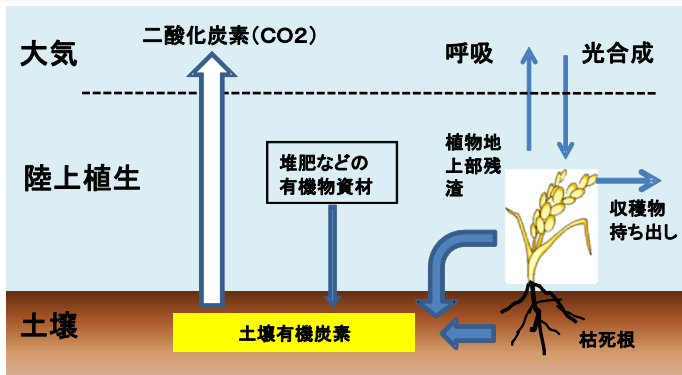 大気
二酸化炭素（CO2）
呼吸
光合成
陸上植生
堆肥などの
有機物資材
植物地
上部残
渣
収穫物
持ち出し
土壌
土壌有機炭素
枯死根